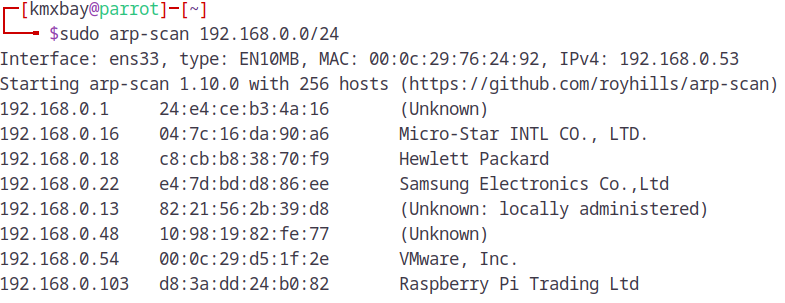 [kmxbay@parrot]-[~]
$sudo arp-scan 192.168.0.0/24
Interface: ens33, type: EN10MB, MAC: 00:0c:29:76:24:92, IPv4: 192.168.0.53
Starting arp-scan 1.10.0 with 256 hosts (https://github.com/royhills/arp-scan)
192.168.0.1 24:e4:ce:b3:4a:16 (Unknown)
192.168.0.16 04:7c:16:da:90:a6 Micro-Star INTL CO., LTD.
192.168.0.18 c8:cb:b8:38:70:f9 Hewlett Packard
192.168.0.22 e4:7d:bd:d8:86:ee Samsung Electronics Co.,Ltd
192.168.0.13 82:21:56:2b:39:d8 (Unknown: locally administered)
192.168.0.48 10:98:19:82:fe:77 (Unknown)
192.168.0.54 00:0c:29:d5:1f:2e VMware, Inc.
192.168.0.103 d8:3a:dd:24:b0:82 Raspberry Pi Trading Ltd